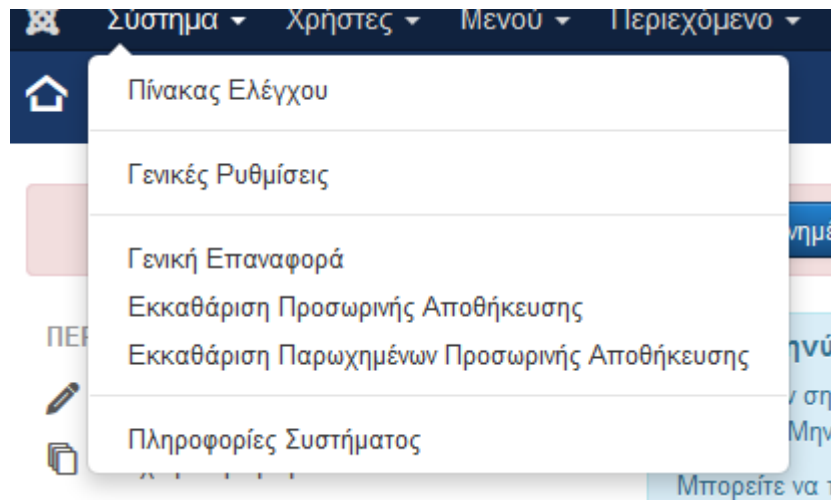 Σύστημα Χρήστες Μενού Περιεχόμενο
Πίνακας Ελέγχου
Γενικές Ρυθμίσεις
Γενική Επαναφορά
Εκκαθάριση Προσωρινής Αποθήκευσης
Εκκαθάριση Παρωχημένων Προσωρινής Αποθήκευσης
Πληροφορίες Συστήματος
Μπορείτε να